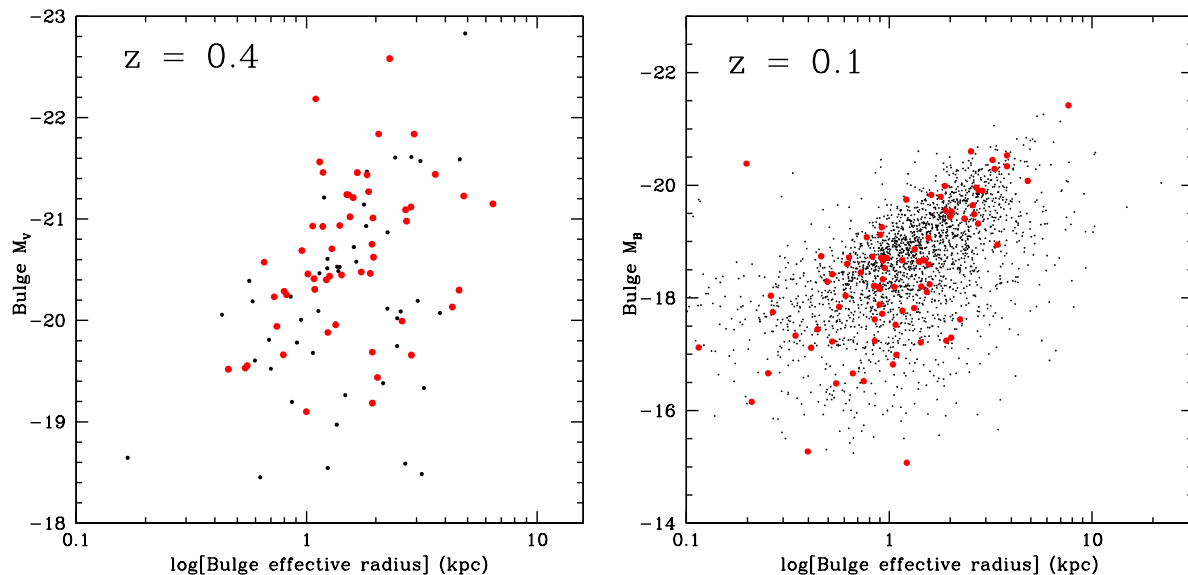 z = 0.4
-23
-22
-21
-20
-19
-18
Bulge M_V
0.1
1
10
log[Bulge effective radius] (kpc)
z = 0.1
-22
-20
-18
-16
-14
Bulge M_B
0.1
1
10
log[Bulge effective radius] (kpc)